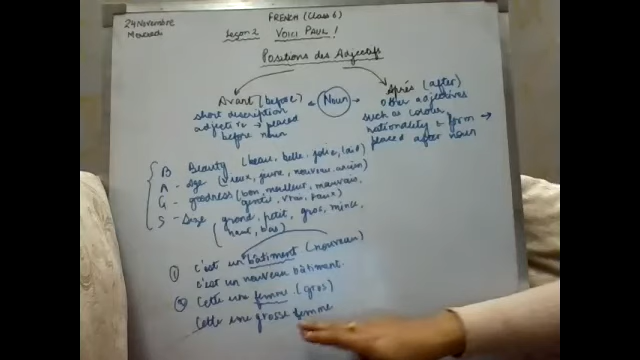 24 Novembre
Mercredi
FRENCH (Class 6)
Leçon 2 VOICI PAUL!
Positions des Adjectifs
Avant (before)
short description
adjective → placed
before noun
Noun
Après (after)
other adjectives
such as color,
nationality & form →
placed after noun
B Beauty (beau, belle, jolie, laid
A - Age (vieux, jeune, nouveau, ancien)
G - goodness (bon, meilleur, mauvais,
gentil, vrai, faux)
S - Size grand, petit, gros, mince,
haut, bas)
① c'est un bâtiment (nouveau)
c'est un nouveau bâtiment.
② Cette une femme (gros)
Cette une grosse femme